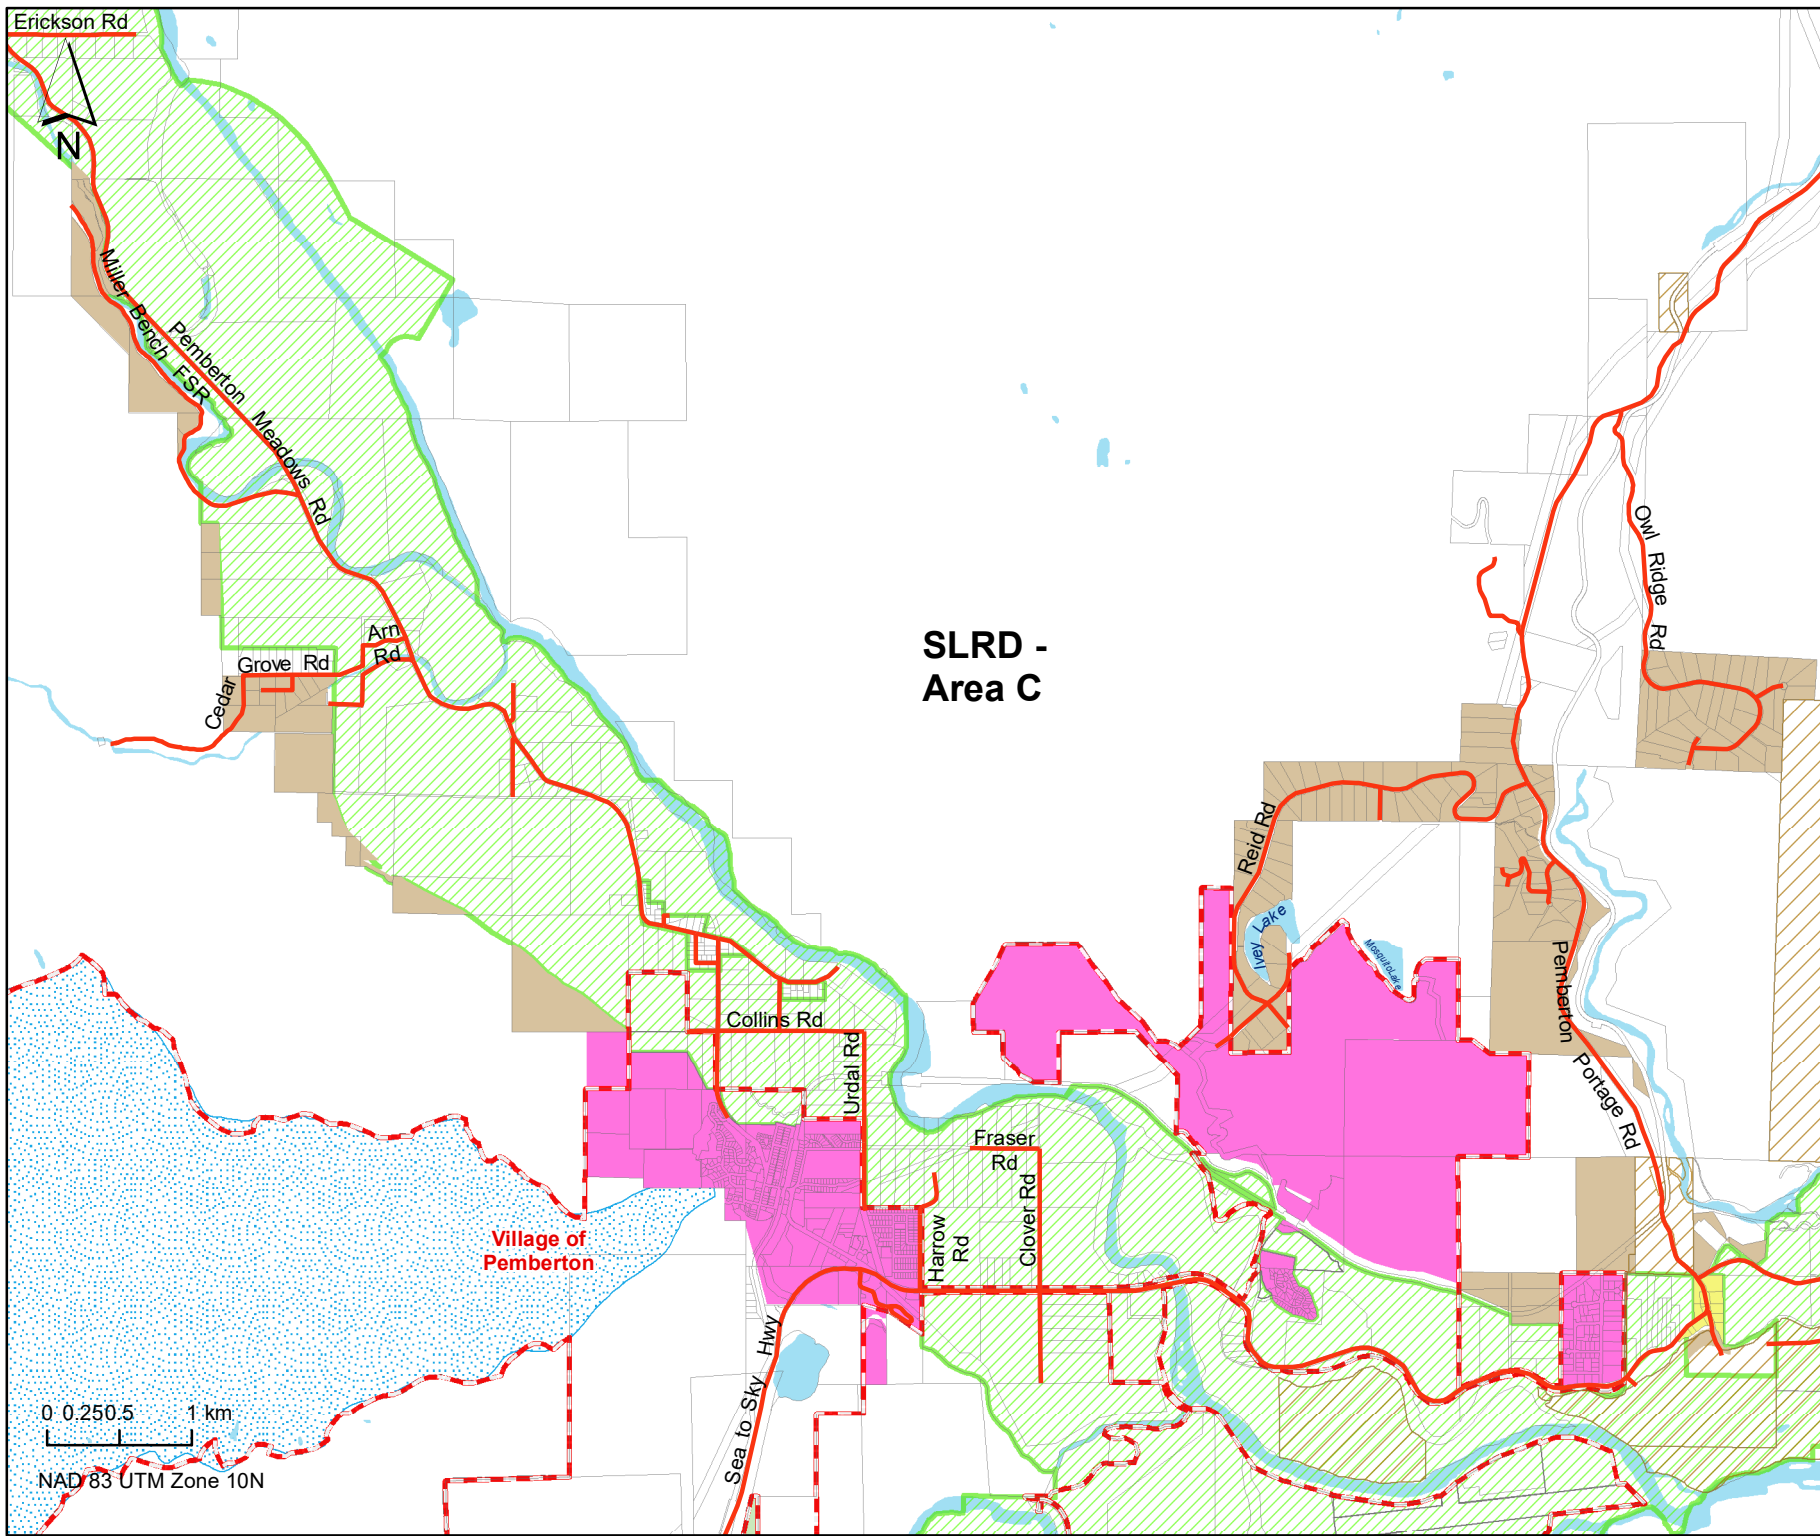 Erickson Rd
N
Miller Bench FSR
Pemberton Meadows Rd
Arn
Rd
Grove Rd
Cedar
SLRD -
Area C
Owl Ridge Rd
Reid Rd
Ivey Lake
MosquitoLake
Pemberton Portage Rd
Collins Rd
Urdal Rd
Fraser
Rd
Clover Rd
Harrow
Rd
Village of
Pemberton
Sea to Sky Hwy
0 0.250.5 1 km
NAD 83 UTM Zone 10N